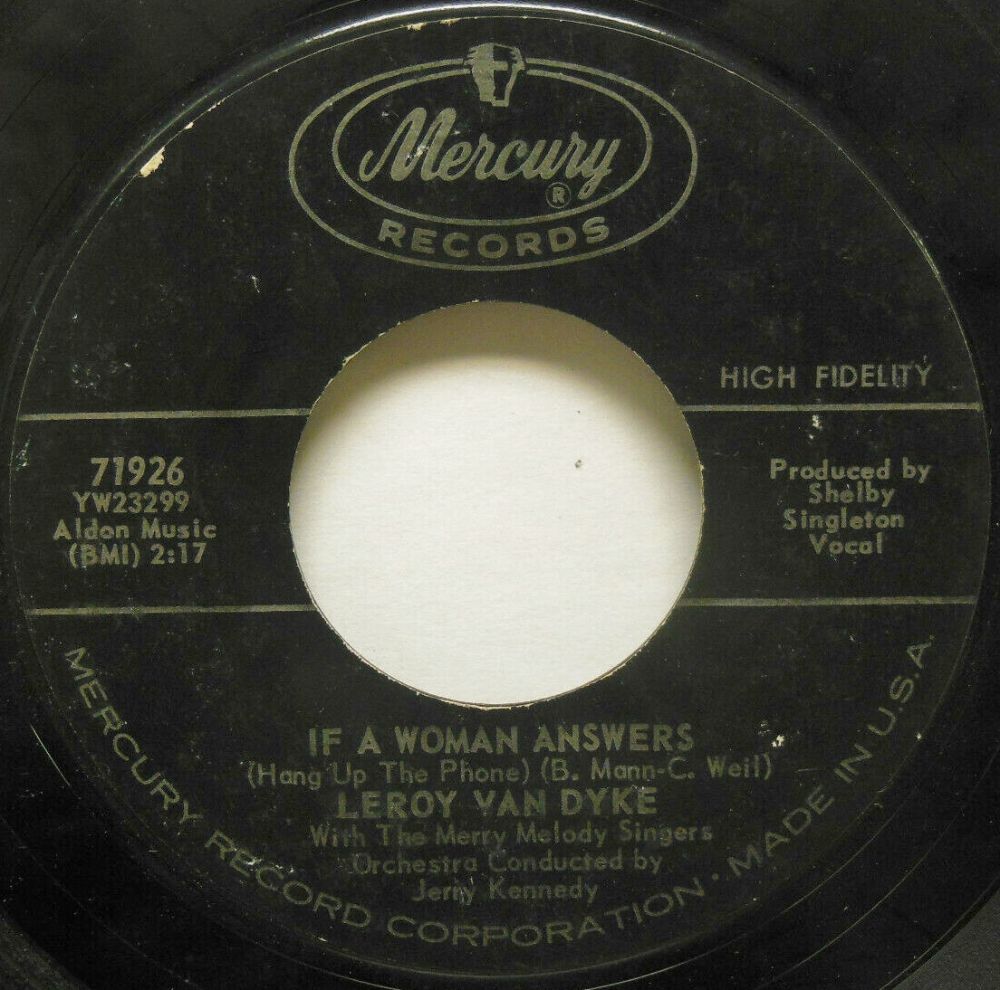 Mercury
®
RECORDS
HIGH FIDELITY
71926
YW23299
Aldon Music
(BMI) 2:17
Produced by
Shelby
Singleton
Vocal
IF A WOMAN ANSWERS
(Hang Up The Phone) (B. Mann-C. Weil)
LEROY VAN DYKE
With The Merry Melody Singers
Orchestra Conducted by
Jerry Kennedy
MERCURY RECORD CORPORATION · MADE IN U.S.A.